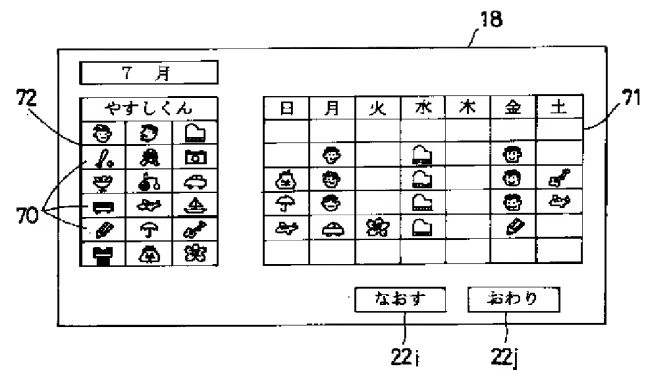 18
7 月
72
やすしくん
日 月 火 水 木 金 土
71
70
なおす おわり
22i 22j